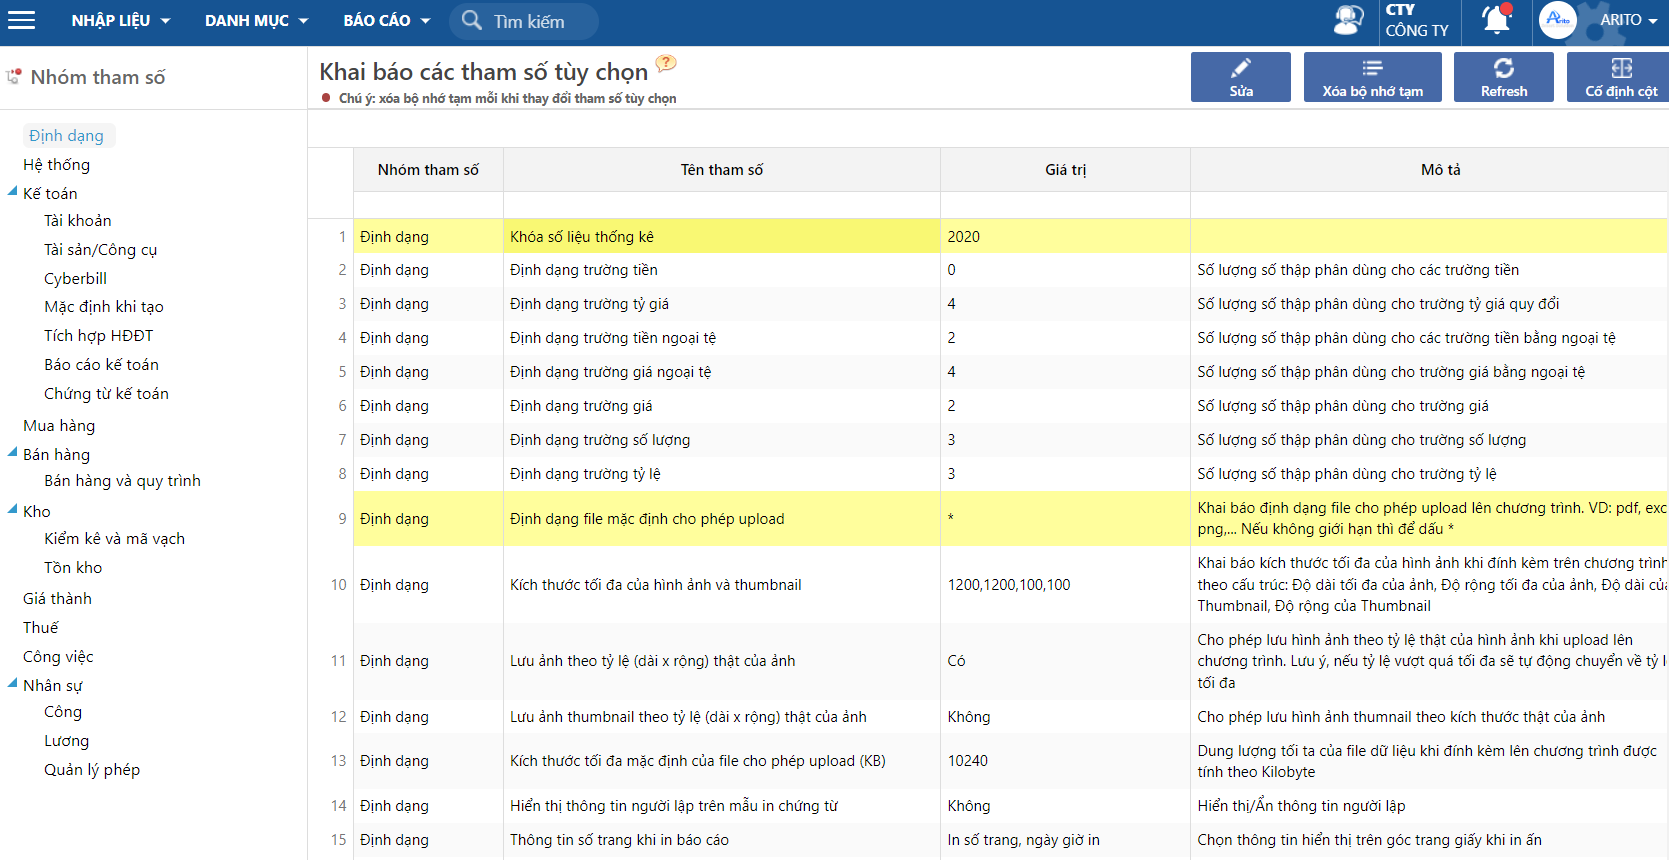 NHẬP LIỆU
DANH MỤC
BÁO CÁO
Tìm kiếm
CTY
CÔNG TY
Arito
ARITO
Nhóm tham số
Khai báo các tham số tùy chọn ?
Chú ý: xóa bộ nhớ tạm mỗi khi thay đổi tham số tùy chọn
Sửa
Xóa bộ nhớ tạm
Refresh
Cố định cột
Định dạng
Hệ thống
Kế toán
Tài khoản
Tài sản/Công cụ
Cyberbill
Mặc định khi tạo
Tích hợp HĐĐT
Báo cáo kế toán
Chứng từ kế toán
Mua hàng
Bán hàng
Bán hàng và quy trình
Kho
Kiểm kê và mã vạch
Tồn kho
Giá thành
Thuế
Công việc
Nhân sự
Công
Lương
Quản lý phép
Nhóm tham số Tên tham số Giá trị Mô tả
1 Định dạng Khóa số liệu thống kê 2020
2 Định dạng Định dạng trường tiền 0 Số lượng số thập phân dùng cho các trường tiền
3 Định dạng Định dạng trường tỷ giá 4 Số lượng số thập phân dùng cho trường tỷ giá quy đổi
4 Định dạng Định dạng trường tiền ngoại tệ 2 Số lượng số thập phân dùng cho các trường tiền bằng ngoại tệ
5 Định dạng Định dạng trường giá ngoại tệ 4 Số lượng số thập phân dùng cho trường giá bằng ngoại tệ
6 Định dạng Định dạng trường giá 2 Số lượng số thập phân dùng cho trường giá
7 Định dạng Định dạng trường số lượng 3 Số lượng số thập phân dùng cho trường số lượng
8 Định dạng Định dạng trường tỷ lệ 3 Số lượng số thập phân dùng cho trường tỷ lệ
9 Định dạng Định dạng file mặc định cho phép upload * Khai báo định dạng file cho phép upload lên chương trình. VD: pdf, exc
png,... Nếu không giới hạn thì để dấu *
10 Định dạng Kích thước tối đa của hình ảnh và thumbnail 1200,1200,100,100 Khai báo kích thước tối đa của hình ảnh khi đính kèm trên chương trình
theo cấu trúc: Độ dài tối đa của ảnh, Độ rộng tối đa của ảnh, Độ dài của
Thumbnail, Độ rộng của Thumbnail
11 Định dạng Lưu ảnh theo tỷ lệ (dài x rộng) thật của ảnh Có Cho phép lưu hình ảnh theo tỷ lệ thật của hình ảnh khi upload lên
chương trình. Lưu ý, nếu tỷ lệ vượt quá tối đa sẽ tự động chuyển về tỷ l
tối đa
12 Định dạng Lưu ảnh thumbnail theo tỷ lệ (dài x rộng) thật của ảnh Không Cho phép lưu hình ảnh thumnail theo kích thước thật của ảnh
13 Định dạng Kích thước tối đa mặc định của file cho phép upload (KB) 10240 Dung lượng tối ta của file dữ liệu khi đính kèm lên chương trình được
tính theo Kilobyte
14 Định dạng Hiển thị thông tin người lập trên mẫu in chứng từ Không Hiển thị/Ẩn thông tin người lập
15 Định dạng Thông tin số trang khi in báo cáo In số trang, ngày giờ in Chọn thông tin hiển thị trên góc trang giấy khi in ấn